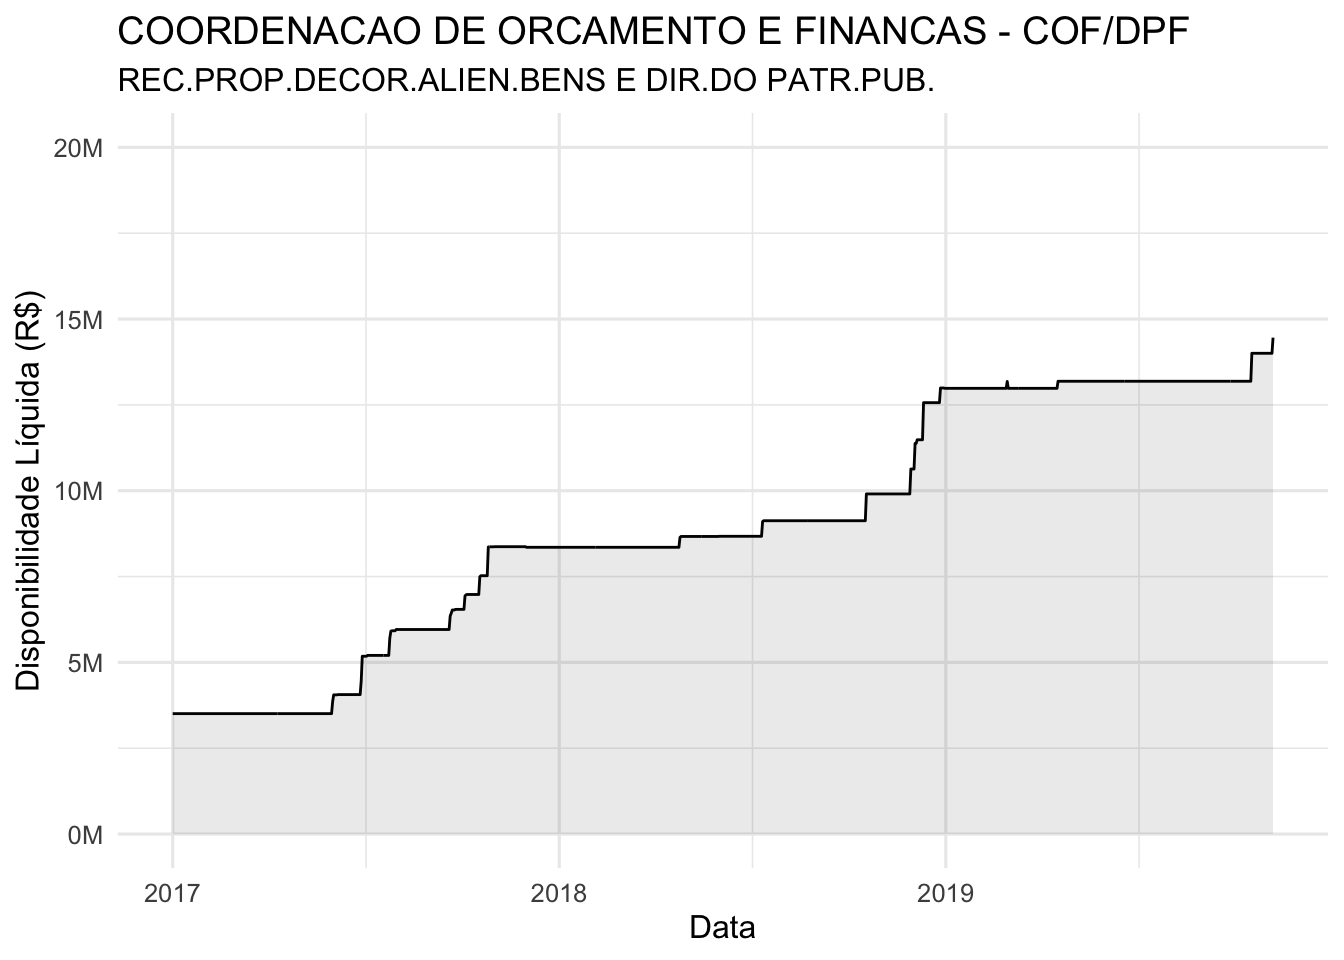 COORDENACAO DE ORCAMENTO E FINANCAS - COF/DPF
REC.PROP.DECOR.ALIEN.BENS E DIR.DO PATR.PUB.
Disponibilidade Líquida (R$)
20M
15M
10M
5M
0M
2017
2018
2019
Data